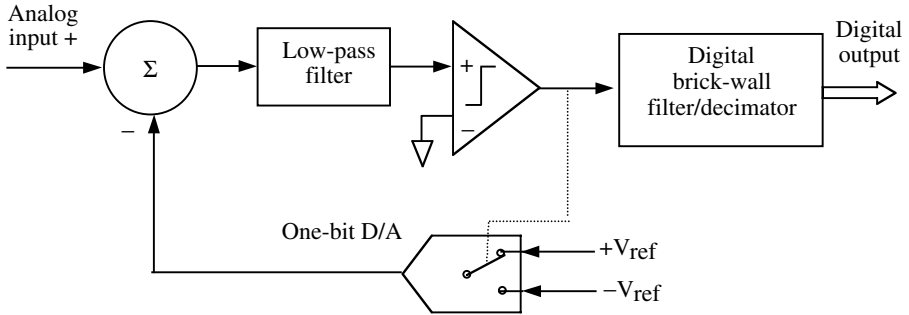 Analog
input +
Σ
−
Low-pass
filter
+
−
Digital
brick-wall
filter/decimator
Digital
output
One-bit D/A
+Vref
−Vref